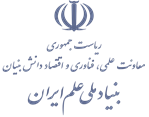 ریاست جمهوری
معاونت علمی، فناوری و اقتصاد دانش بنیان
بنیاد ملی علم ایران